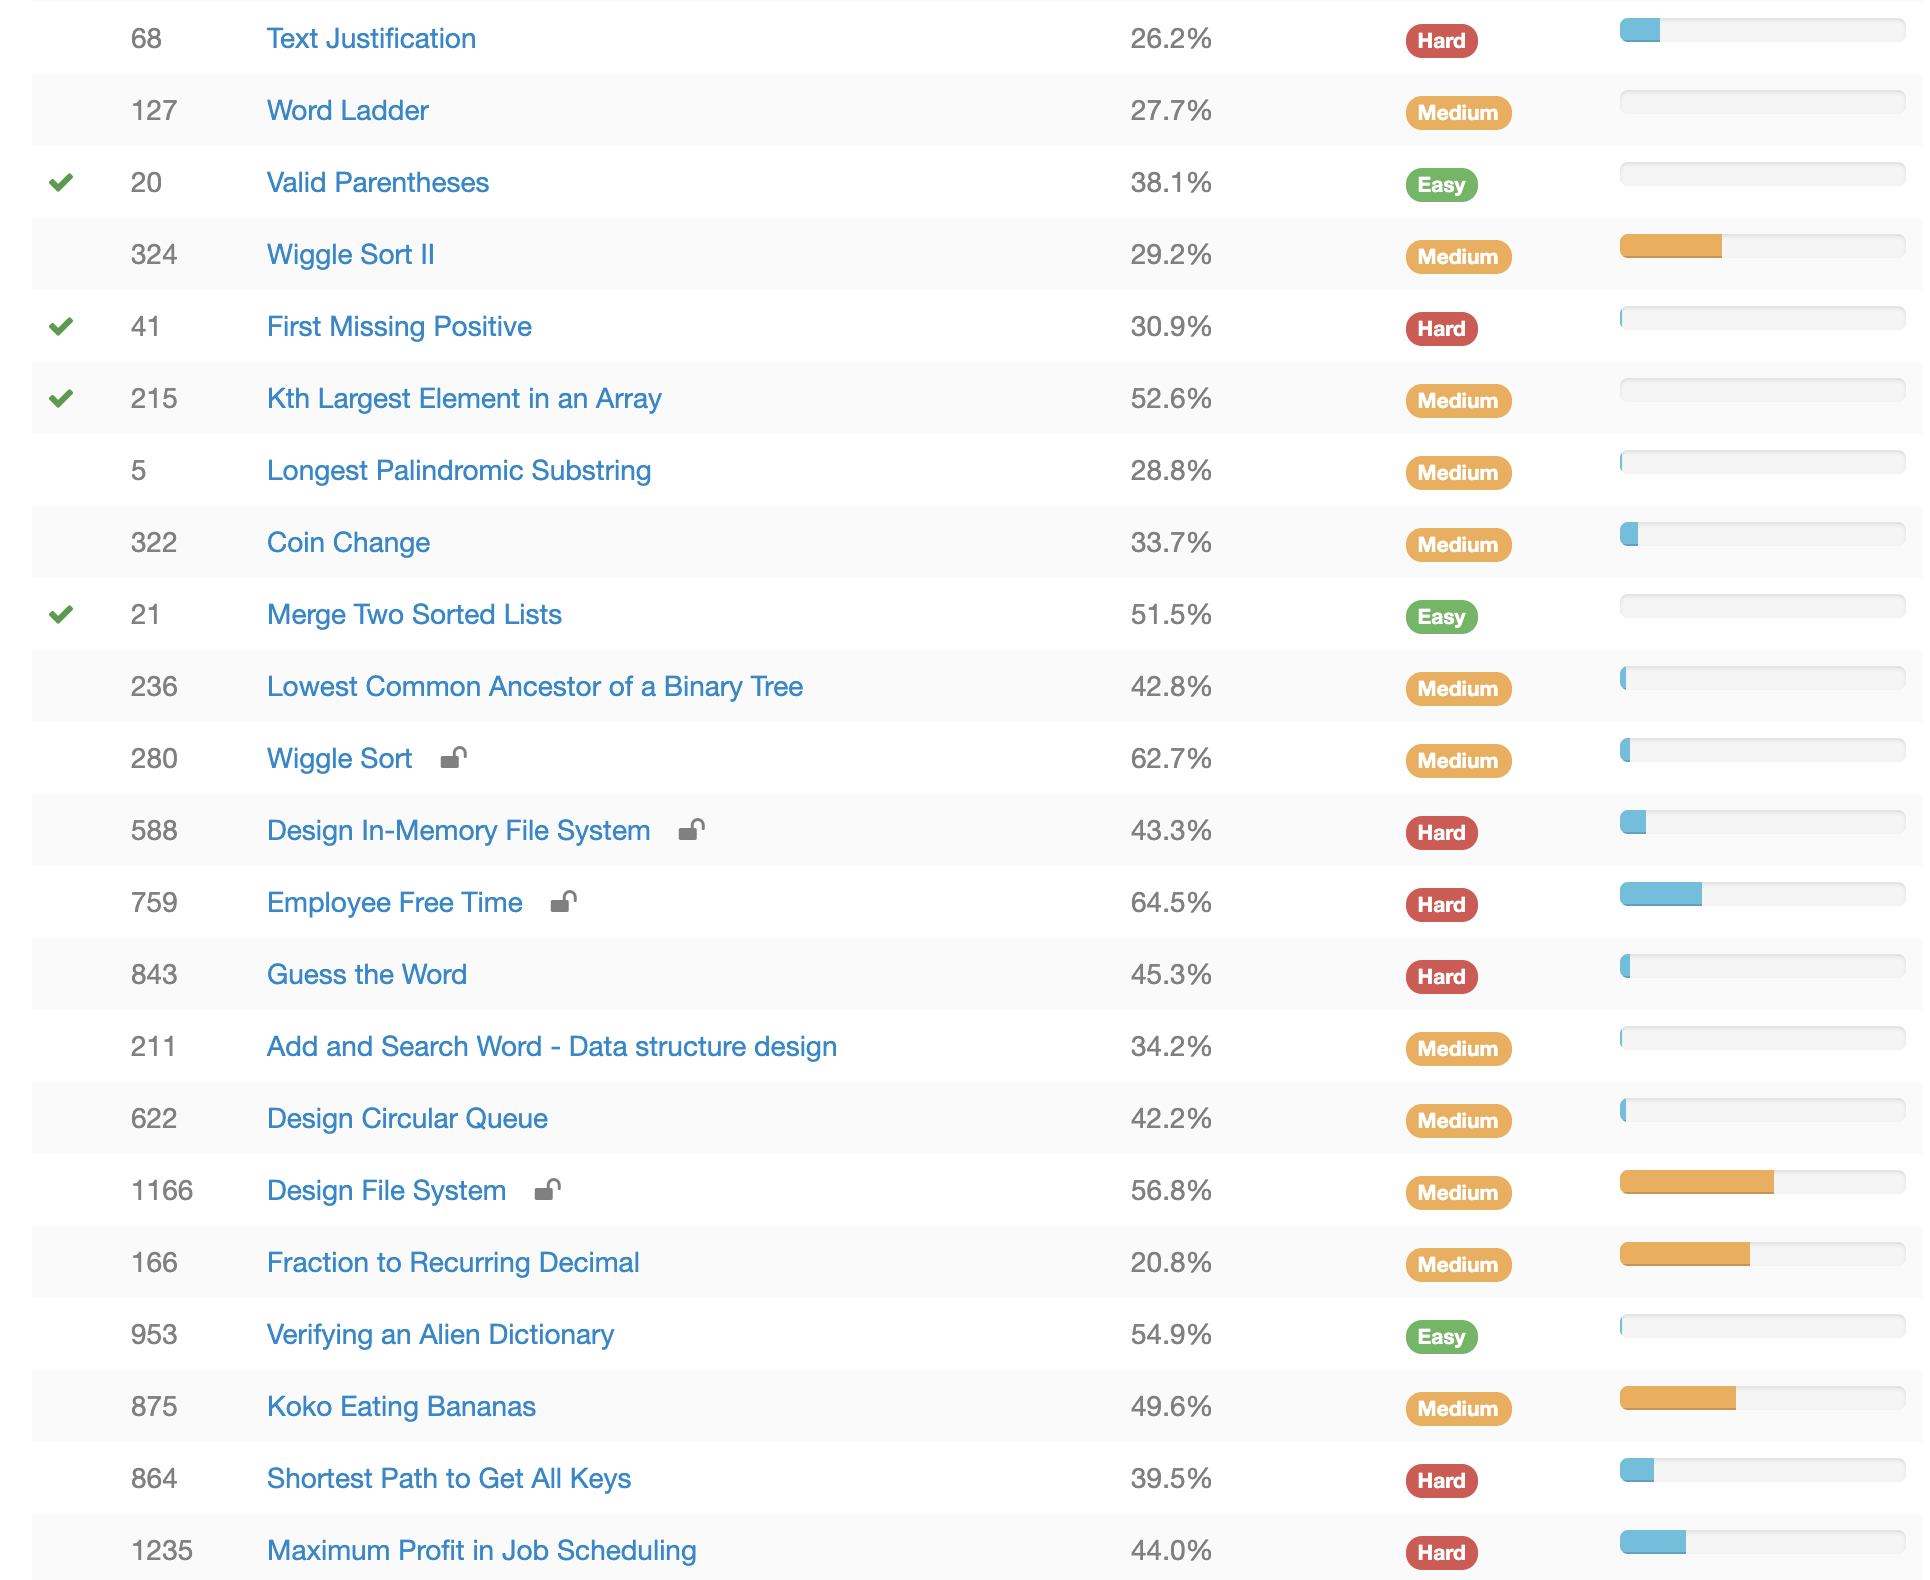 68 Text Justification 26.2% Hard
127 Word Ladder 27.7% Medium
20 Valid Parentheses 38.1% Easy
324 Wiggle Sort II 29.2% Medium
41 First Missing Positive 30.9% Hard
215 Kth Largest Element in an Array 52.6% Medium
5 Longest Palindromic Substring 28.8% Medium
322 Coin Change 33.7% Medium
21 Merge Two Sorted Lists 51.5% Easy
236 Lowest Common Ancestor of a Binary Tree 42.8% Medium
280 Wiggle Sort 62.7% Medium
588 Design In-Memory File System 43.3% Hard
759 Employee Free Time 64.5% Hard
843 Guess the Word 45.3% Hard
211 Add and Search Word - Data structure design 34.2% Medium
622 Design Circular Queue 42.2% Medium
1166 Design File System 56.8% Medium
166 Fraction to Recurring Decimal 20.8% Medium
953 Verifying an Alien Dictionary 54.9% Easy
875 Koko Eating Bananas 49.6% Medium
864 Shortest Path to Get All Keys 39.5% Hard
1235 Maximum Profit in Job Scheduling 44.0% Hard